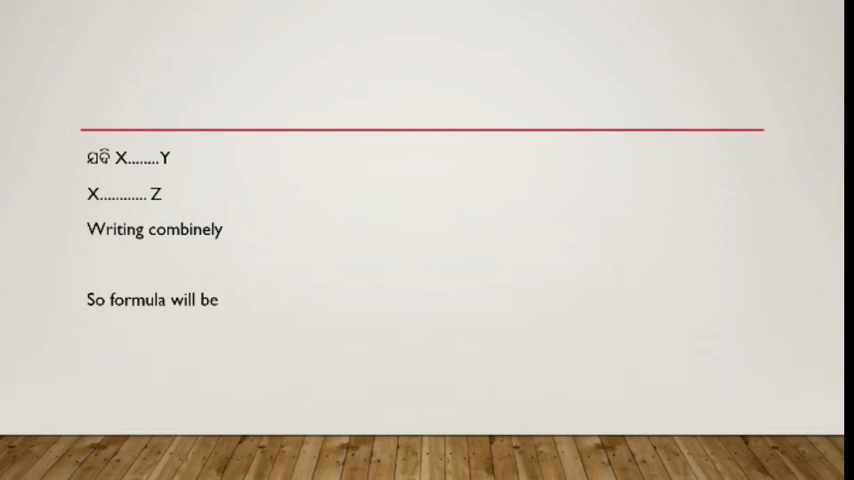 ଯଦି X........Y
X............ Z
Writing combinely
So formula will be